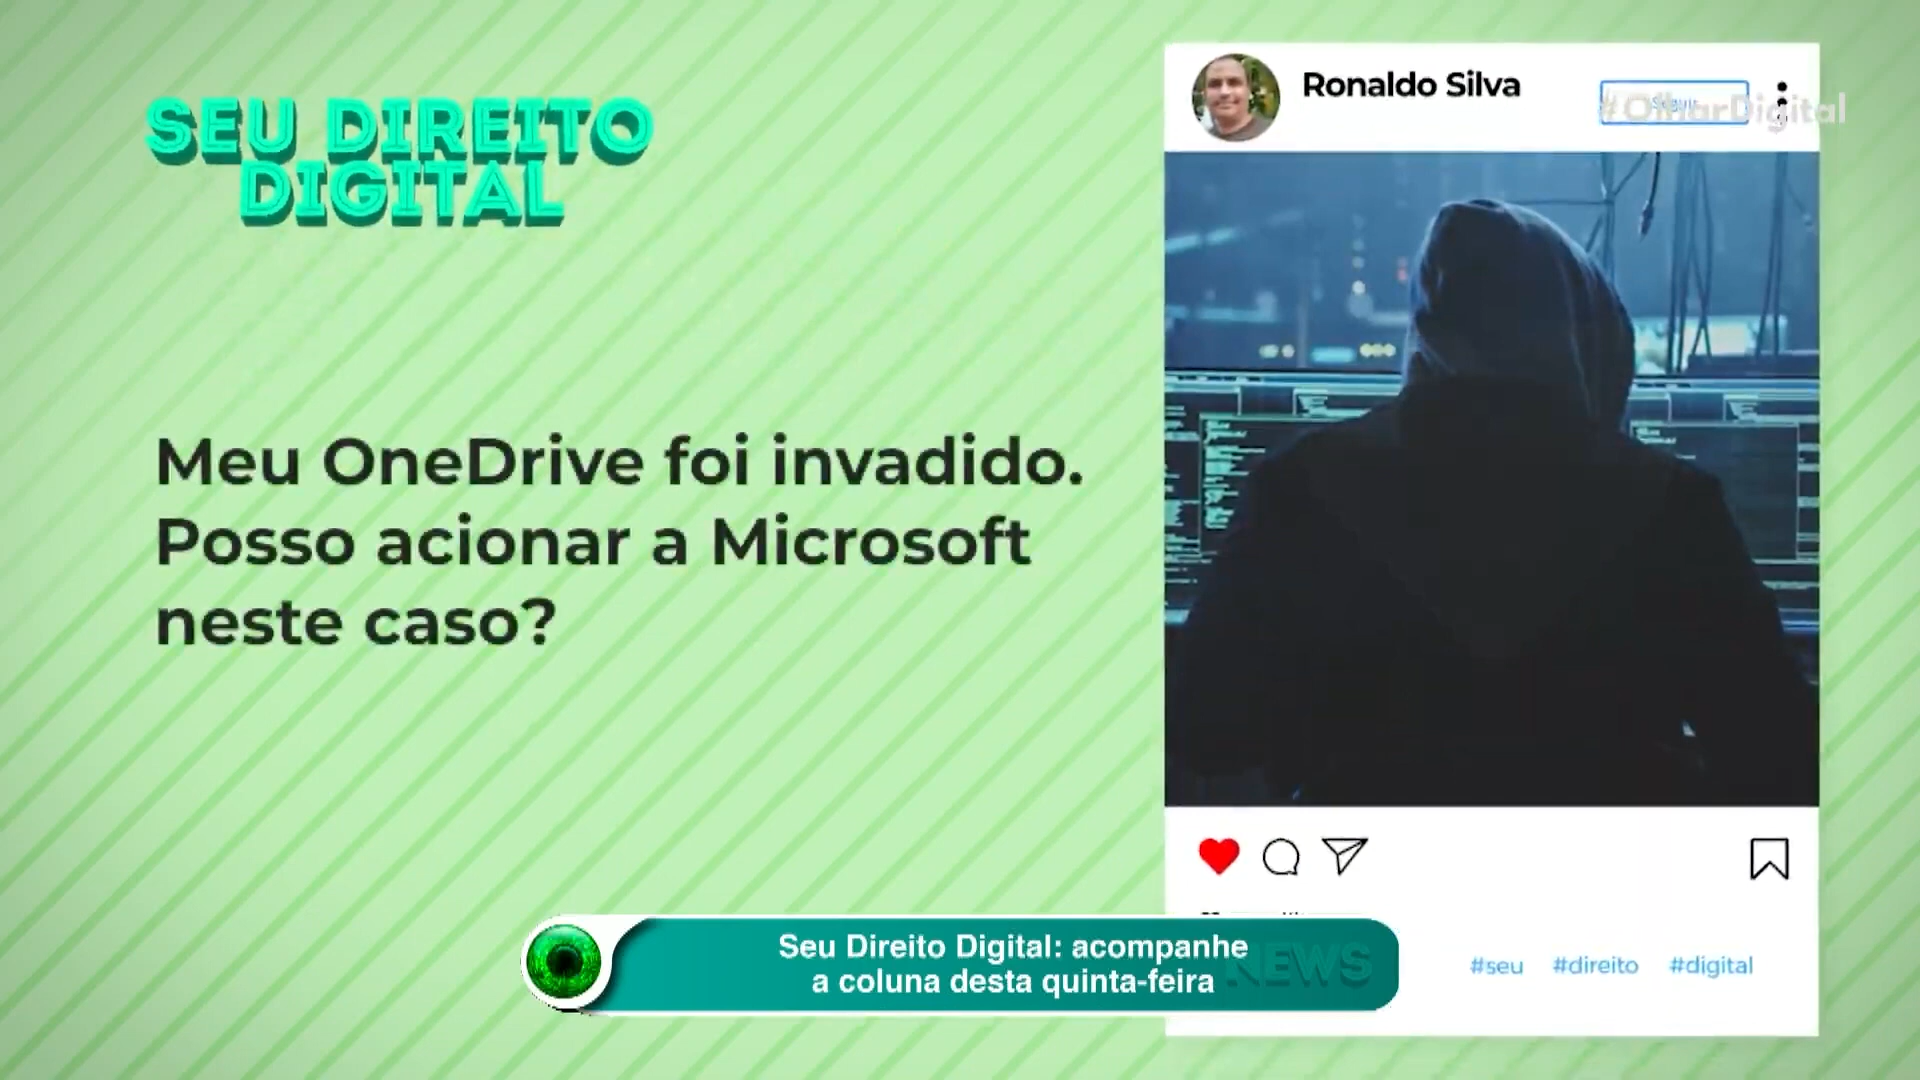 SEU DIREITO
DIGITAL
Meu OneDrive foi invadido.
Posso acionar a Microsoft
neste caso?
Ronaldo Silva
#OlharDigital
Seu Direito Digital: acompanhe
a coluna desta quinta-feira
NEWS
#seu #direito #digital